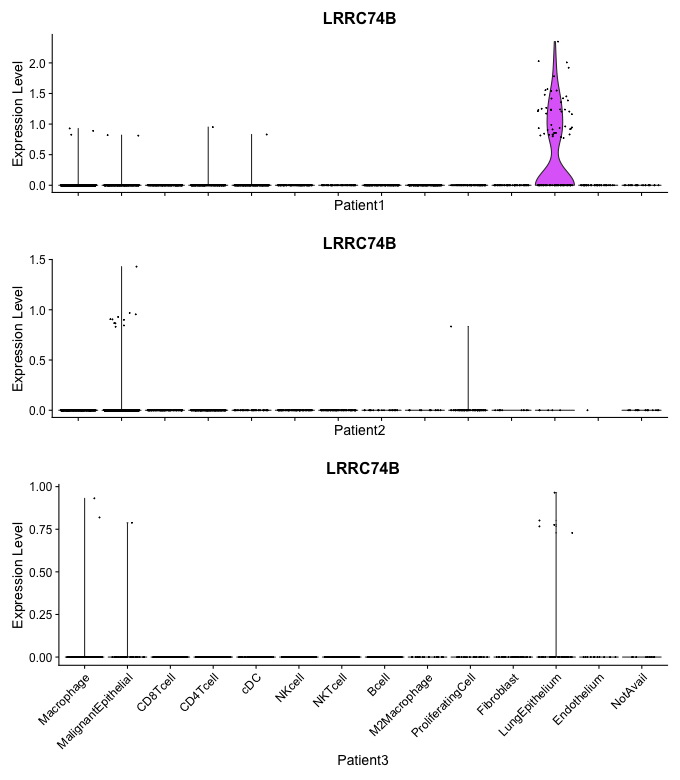 LRRC74B
Expression Level
2.0
1.5
1.0
0.5
0.0
Patient1
LRRC74B
Expression Level
1.5
1.0
0.5
0.0
Patient2
LRRC74B
Expression Level
1.00
0.75
0.50
0.25
0.00
Macrophage
MalignantEpithelial
CD8Tcell
CD4Tcell
cDC
NKcell
NKTcell
Bcell
M2Macrophage
ProliferatingCell
Fibroblast
LungEpithelium
Endothelium
NotAvail
Patient3